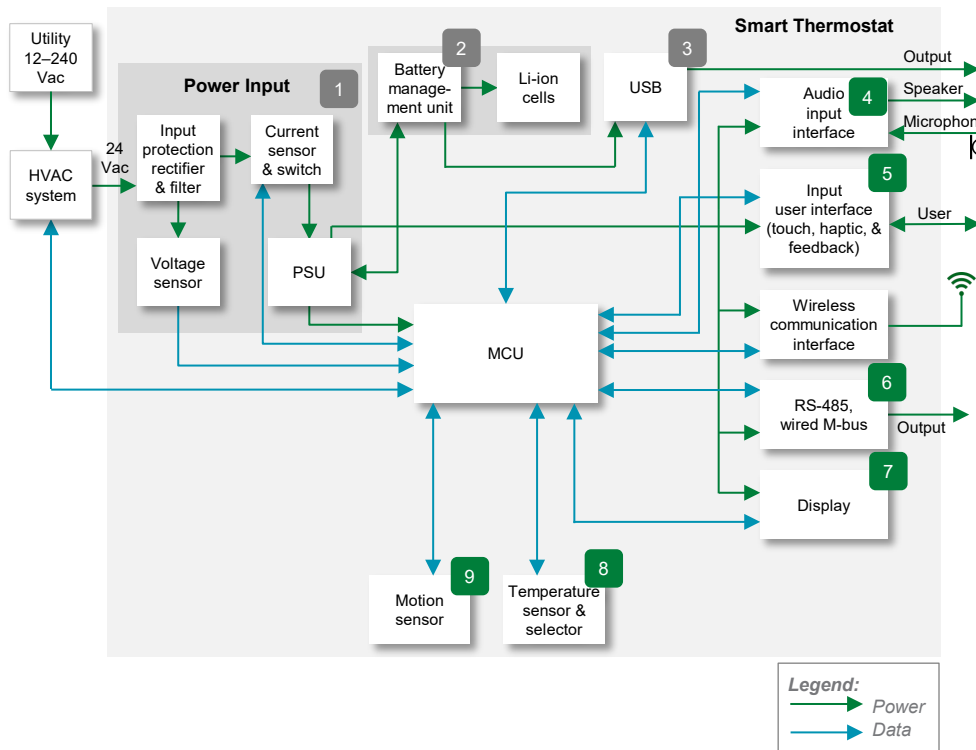 Utility
12–240
Vac
HVAC
system
24
Vac
Smart Thermostat
Power Input
1
Input
protection
rectifier
& filter
Current
sensor
& switch
Voltage
sensor
PSU
2
Battery
manage-
ment unit
Li-ion
cells
3
USB
Output
4
Audio
input
interface
Speaker
Microphon
5
Input
user interface
(touch, haptic, &
feedback)
User
Wireless
communication
interface
MCU
6
RS-485,
wired M-bus
Output
7
Display
9
Motion
sensor
8
Temperature
sensor &
selector
Legend:
Power
Data